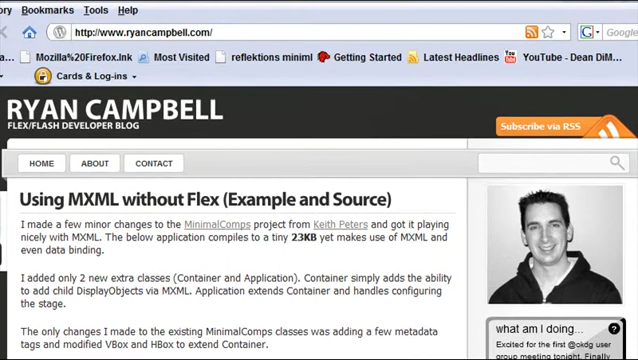 ory Bookmarks Tools Help
http://www.ryancampbell.com/ Google
Mozilla%20Firefox.lnk Most Visited reflektions miniml Getting Started Latest Headlines YouTube - Dean DiM...
Cards & Log-ins
RYAN CAMPBELL
FLEX/FLASH DEVELOPER BLOG
Subscribe via RSS
HOME ABOUT CONTACT
Using MXML without Flex (Example and Source)
I made a few minor changes to the MinimalComps project from Keith Peters and got it playing
nicely with MXML. The below application compiles to a tiny 23KB yet makes use of MXML and
even data binding.
I added only 2 new extra classes (Container and Application). Container simply adds the ability
to add child DisplayObjects via MXML. Application extends Container and handles configuring
the stage.
The only changes I made to the existing MinimalComps classes was adding a few metadata
tags and modified VBox and HBox to extend Container.
what am I doing... ?
Excited for the first @okdg user
group meeting tonight. Finally